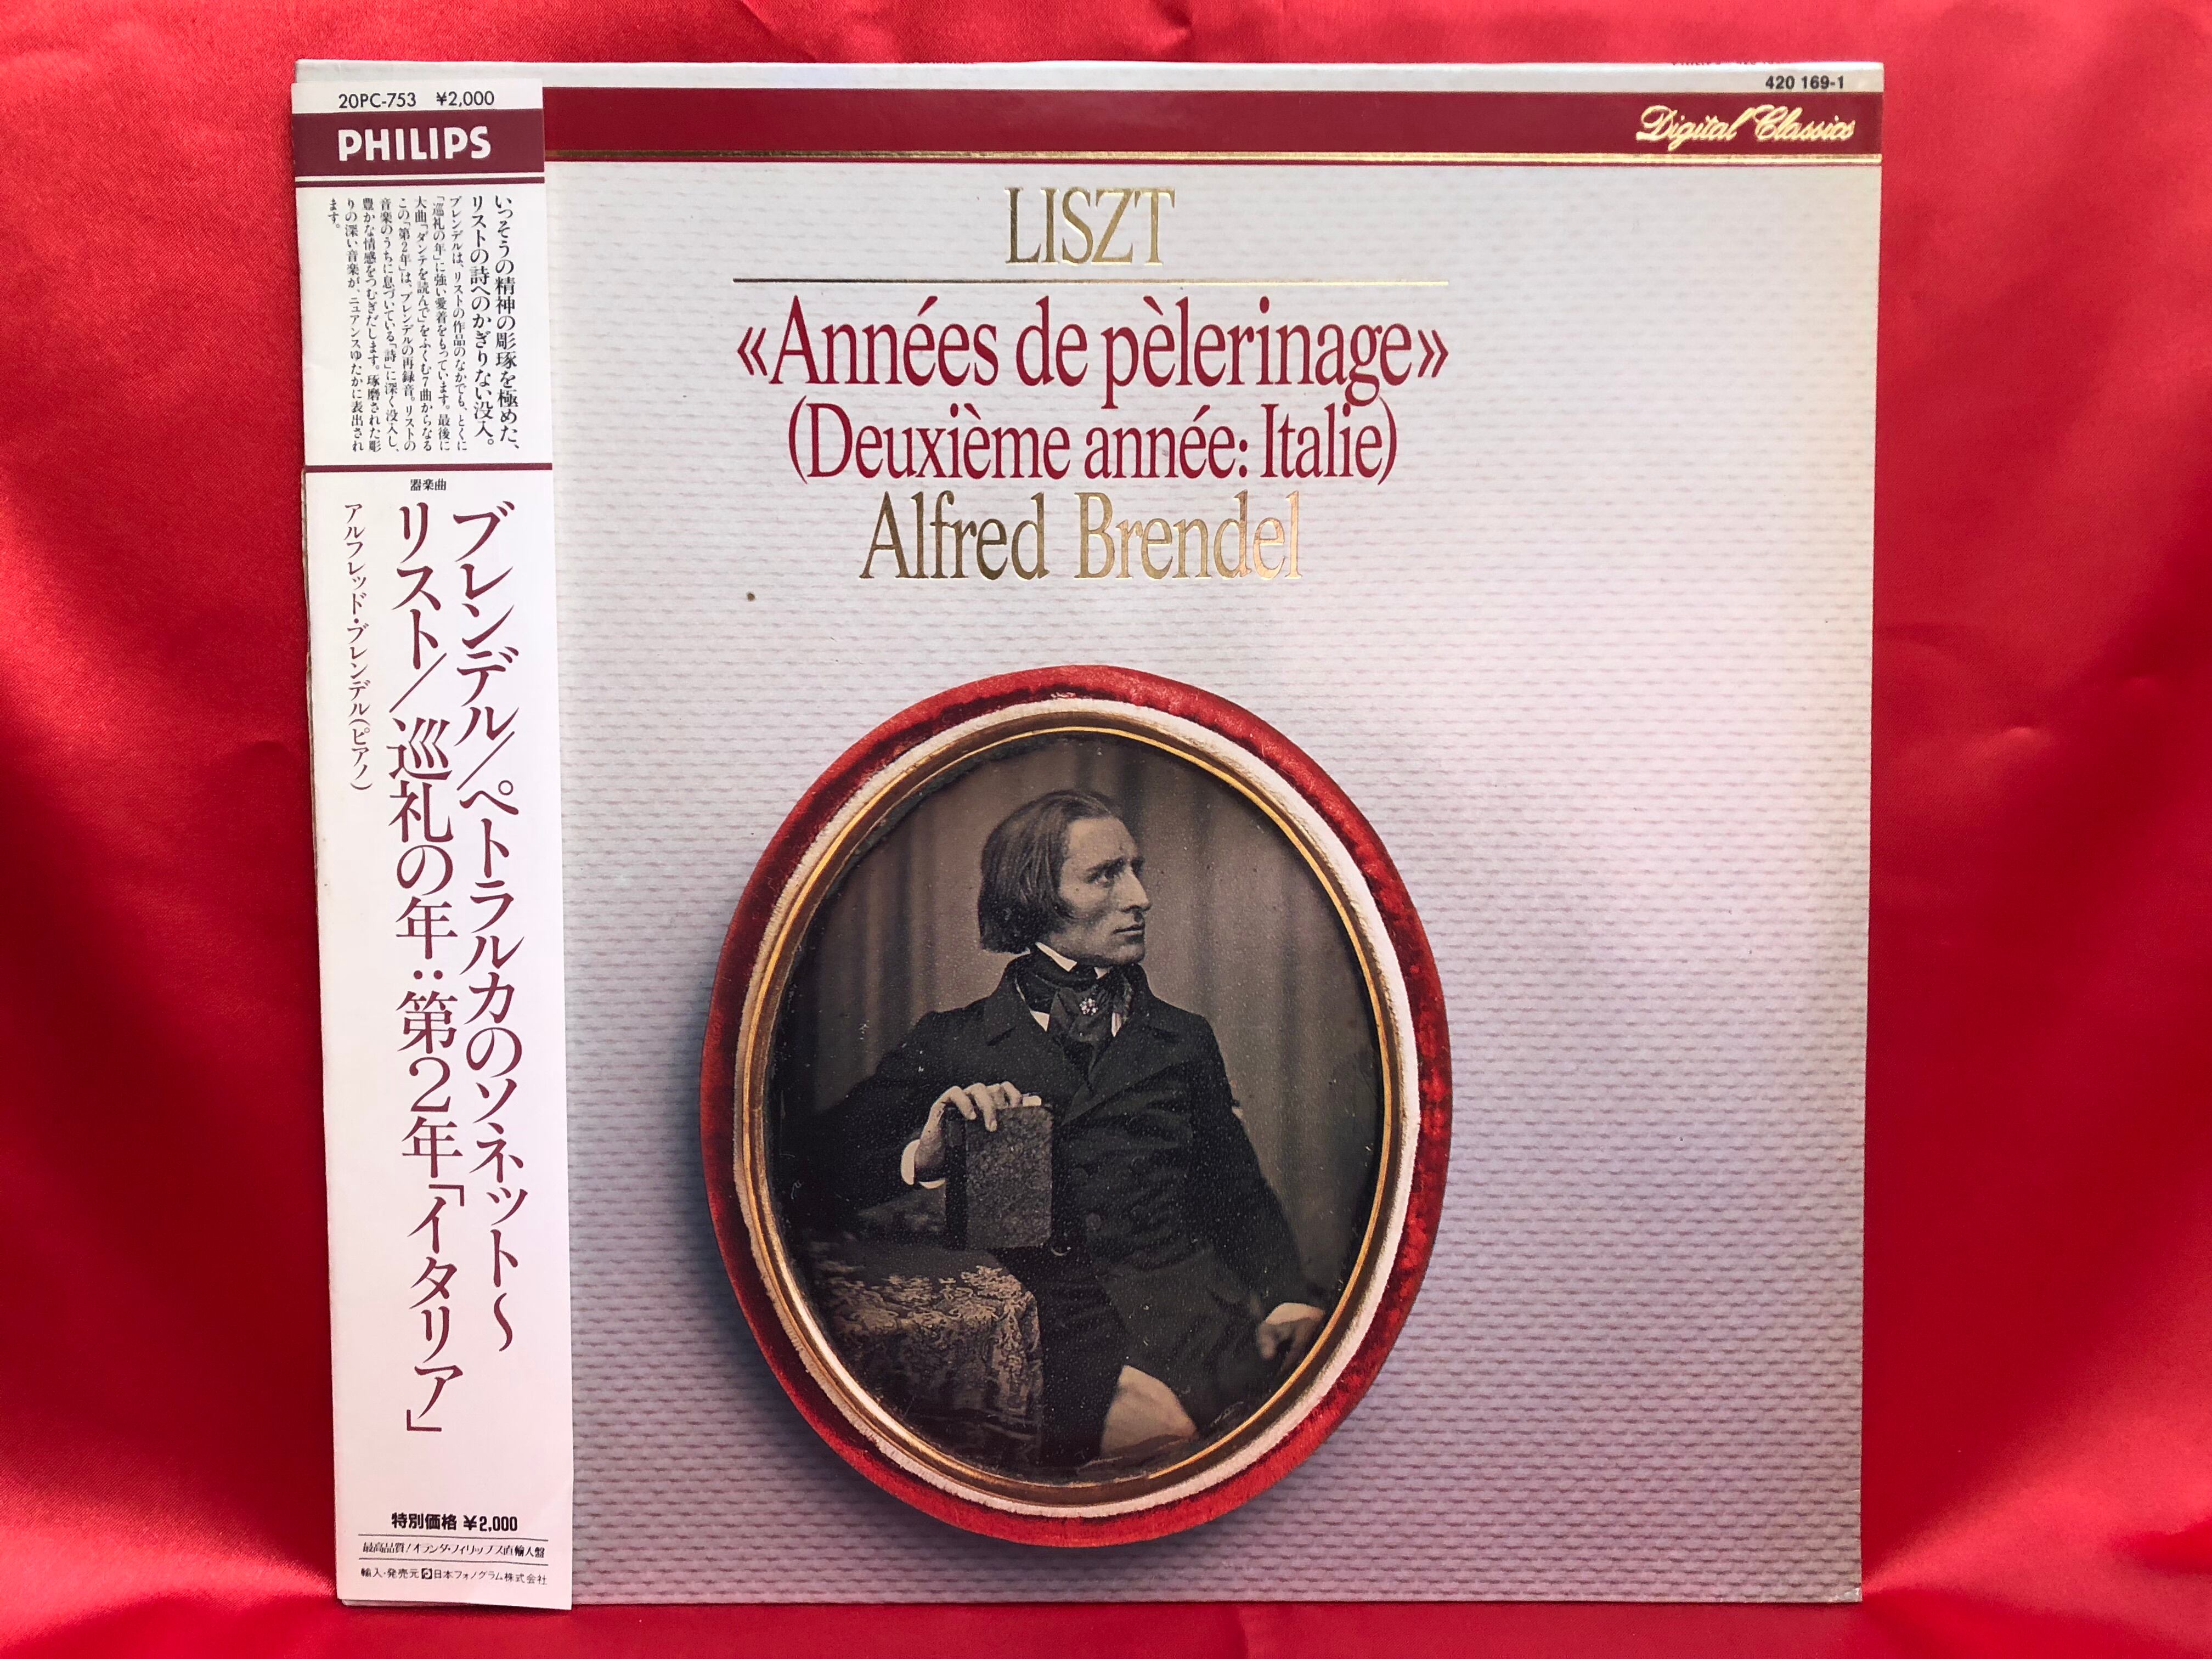 20PC-753 ¥2,000
PHILIPS
いっそうの精神の彫琢を極めた、
リストの詩へのかぎりない没入。
ブレンデルは、リストの作品のなかでも、とくに
「巡礼の年」に強い愛着をもっています。最後に
大曲「ダンテを読んで」をふくむ7曲からなる
この「第2年」は、ブレンデルの再録音。リストの
音楽のうちに息づいている「詩」に深く没入し、
豊かな情感をつむぎだします。琢磨された彫
りの深い音楽が、ニュアンスゆたかに表出され
ます。
器楽曲
ブレンデル/ペトラルカのソネット〜
リスト/巡礼の年:第2年「イタリア」
アルフレッド・ブレンデル(ピアノ)
特別価格 ¥2,000
最高品質!オランダ・フィリップス直輸入盤
輸入・発売元 日本フォノグラム株式会社
420 169-1
Digital Classics
LISZT
«Années de pèlerinage»
(Deuxième année: Italie)
Alfred Brendel